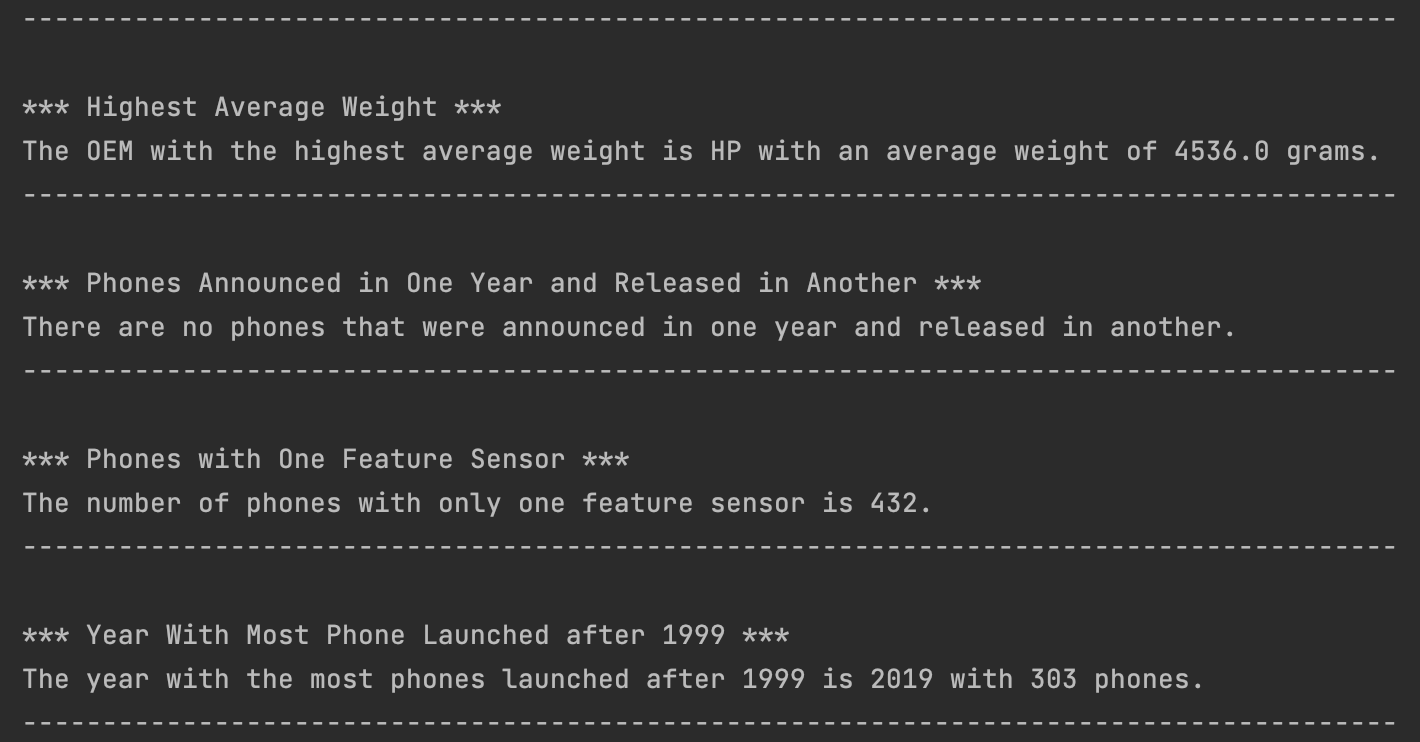 --------------------------------------------------------------------------------------
*** Highest Average Weight ***
The OEM with the highest average weight is HP with an average weight of 4536.0 grams.
--------------------------------------------------------------------------------------
*** Phones Announced in One Year and Released in Another ***
There are no phones that were announced in one year and released in another.
--------------------------------------------------------------------------------------
*** Phones with One Feature Sensor ***
The number of phones with only one feature sensor is 432.
--------------------------------------------------------------------------------------
*** Year With Most Phone Launched after 1999 ***
The year with the most phones launched after 1999 is 2019 with 303 phones.
--------------------------------------------------------------------------------------